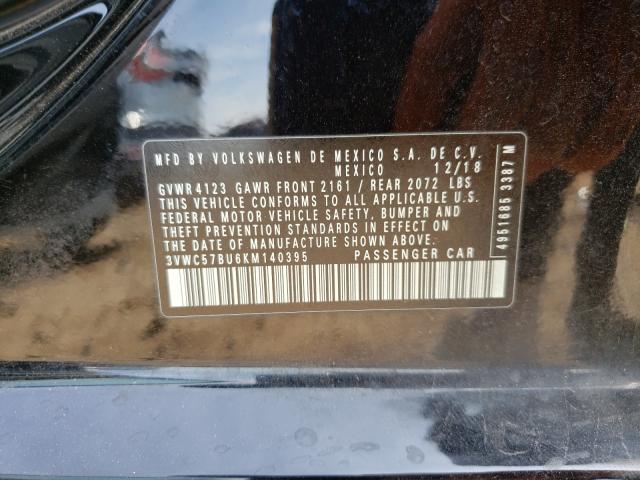 MFD BY VOLKSWAGEN DE MEXICO S.A. DE C.V.
MEXICO 12/18
GVWR 4123 GAWR FRONT 2161 / REAR 2072 LBS
THIS VEHICLE CONFORMS TO ALL APPLICABLE U.S.
FEDERAL MOTOR VEHICLE SAFETY, BUMPER AND
THEFT PREVENTION STANDARDS IN EFFECT ON
THE DATE OF MANUFACTURE SHOWN ABOVE.
3VWC57BU6KM140395 PASSENGER CAR
4951685 3387 M